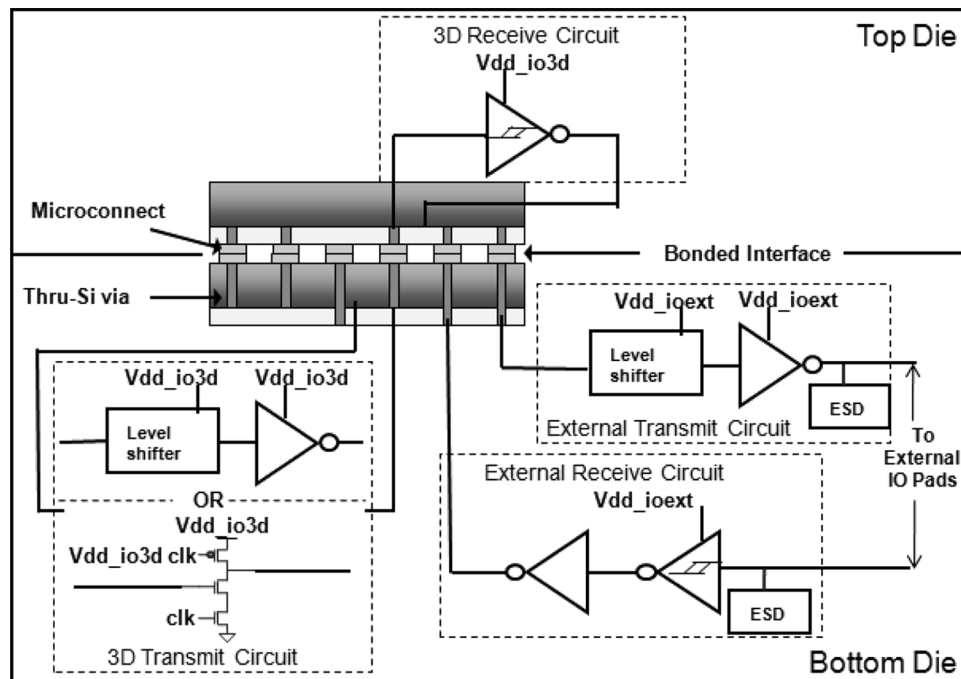 3D Receive Circuit
Top Die
Vdd_io3d
Microconnect
Bonded Interface
Thru-Si via
Vdd_ioext
Vdd_ioext
Level
shifter
ESD
External Transmit Circuit
To
External
IO Pads
Vdd_io3d
Vdd_io3d
Level
shifter
OR
Vdd_io3d
Vdd_io3d clk
clk
3D Transmit Circuit
External Receive Circuit
Vdd_ioext
ESD
Bottom Die